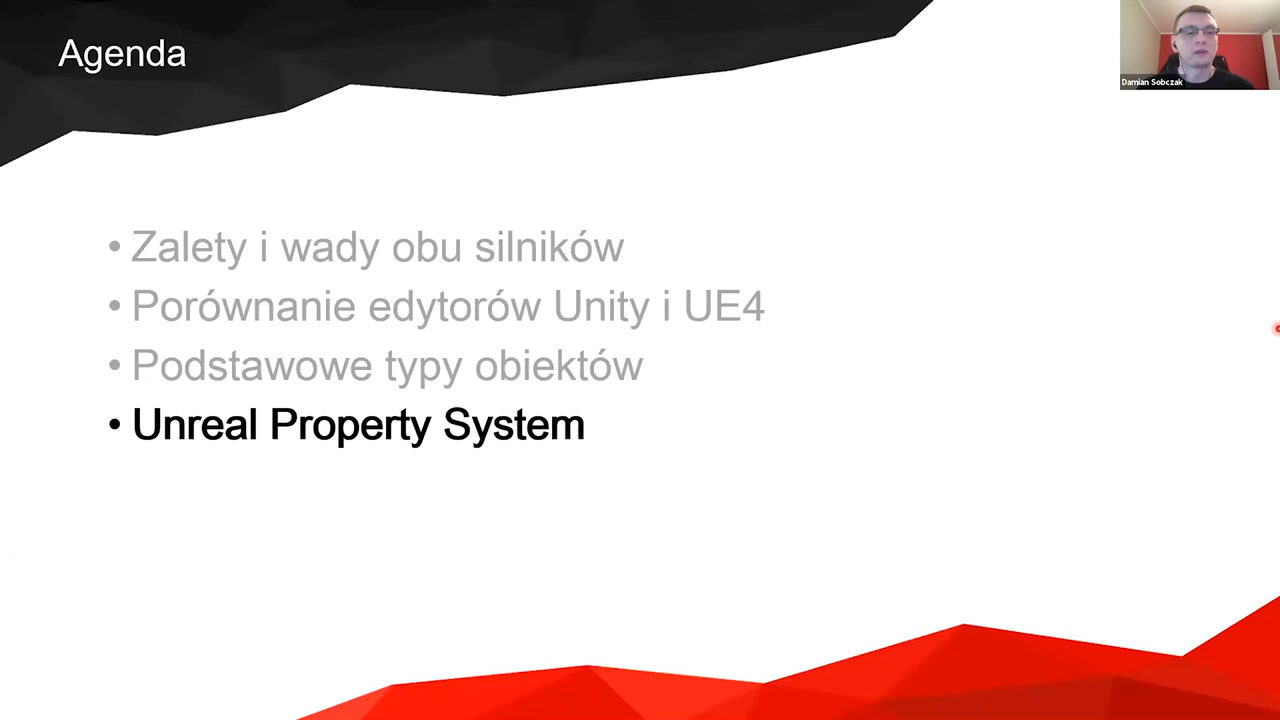 Agenda
Damian Sobczak
• Zalety i wady obu silników
• Porównanie edytorów Unity i UE4
• Podstawowe typy obiektów
• Unreal Property System